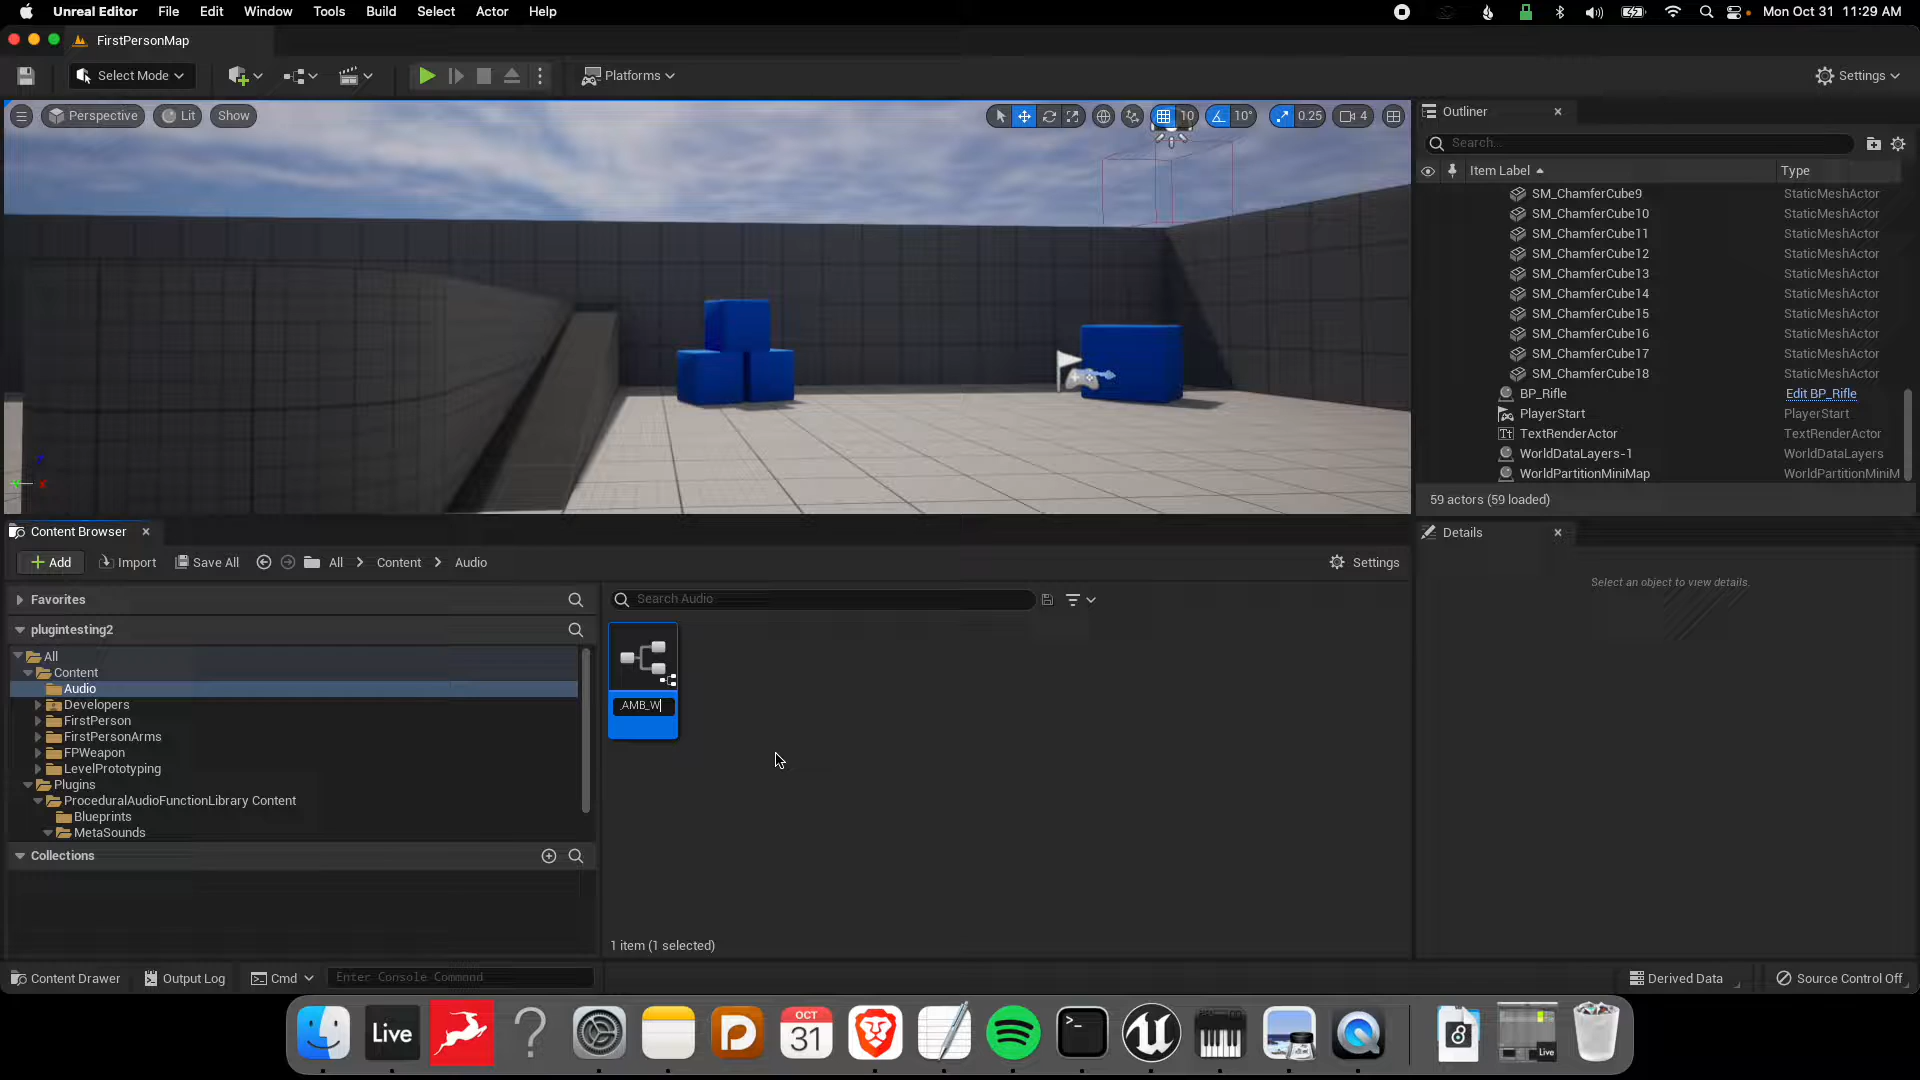 Unreal Editor File Edit Window Tools Build Select Actor Help Mon Oct 31 11:29 AM
FirstPersonMap
Select Mode Platforms Settings
Perspective Lit Show 10 10° 0.25 4
Outliner
Search...
Item Label Type
SM_ChamferCube9 StaticMeshActor
SM_ChamferCube10 StaticMeshActor
SM_ChamferCube11 StaticMeshActor
SM_ChamferCube12 StaticMeshActor
SM_ChamferCube13 StaticMeshActor
SM_ChamferCube14 StaticMeshActor
SM_ChamferCube15 StaticMeshActor
SM_ChamferCube16 StaticMeshActor
SM_ChamferCube17 StaticMeshActor
SM_ChamferCube18 StaticMeshActor
BP_Rifle Edit BP_Rifle
PlayerStart PlayerStart
TextRenderActor TextRenderActor
WorldDataLayers-1 WorldDataLayers
WorldPartitionMiniMap WorldPartitionMiniM
59 actors (59 loaded)
Content Browser
Add Import Save All All Content Audio Settings
Favorites
Search Audio
plugintesting2
All
Content
Audio
Developers
FirstPerson
FirstPersonArms
FPWeapon
LevelPrototyping
Plugins
ProceduralAudioFunctionLibrary Content
Blueprints
MetaSounds
Collections
_AMB_W
1 item (1 selected)
Details
Select an object to view details.
Content Drawer Output Log Cmd Enter Console Command Derived Data Source Control Off
Live
OCT
31
Live